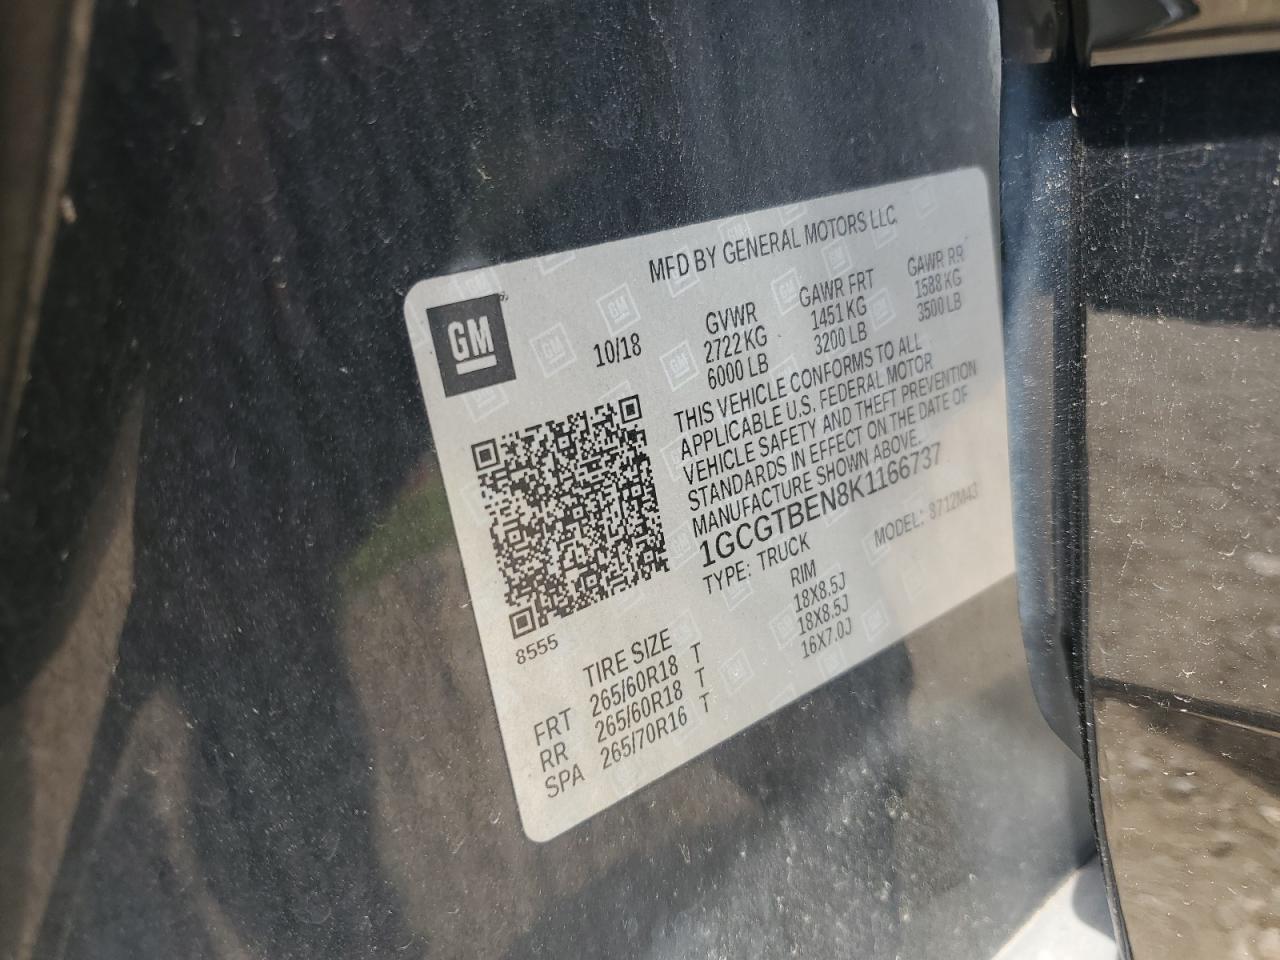 MFD BY GENERAL MOTORS LLC
GM
10/18
GVWR GAWR FRT GAWR RR
2722 KG 1451 KG 1588 KG
6000 LB 3200 LB 3500 LB
THIS VEHICLE CONFORMS TO ALL
APPLICABLE U.S. FEDERAL MOTOR
VEHICLE SAFETY AND THEFT PREVENTION
STANDARDS IN EFFECT ON THE DATE OF
MANUFACTURE SHOWN ABOVE.
1GCGTBEN8K1166737
TYPE: TRUCK MODEL: 8712M43
8555
TIRE SIZE RIM
FRT 265/60R18 T 18X8.5J
RR 265/60R18 T 18X8.5J
SPA 265/70R16 T 16X7.0J